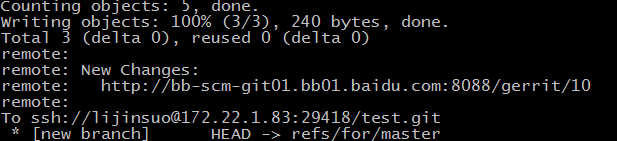 Counting objects: 5, done.
Writing objects: 100% (3/3), 240 bytes, done.
Total 3 (delta 0), reused 0 (delta 0)
remote:
remote: New Changes:
remote:   http://bb-scm-git01.bb01.baidu.com:8088/gerrit/10
remote:
To ssh://lijinsuo@172.22.1.83:29418/test.git
 * [new branch]      HEAD -> refs/for/master